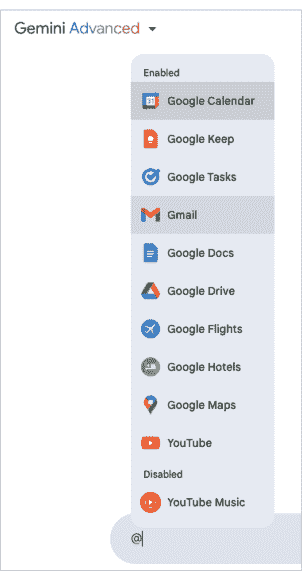 Gemini Advanced
Enabled
Google Calendar
Google Keep
Google Tasks
Gmail
Google Docs
Google Drive
Google Flights
Google Hotels
Google Maps
YouTube
Disabled
YouTube Music
@